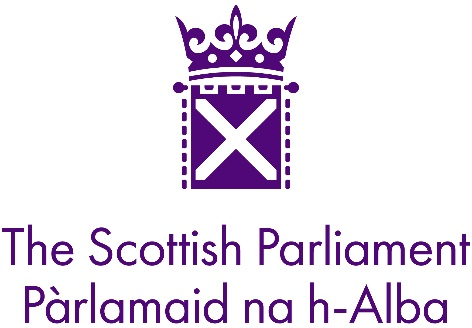 The Scottish Parliament
Pàrlamaid na h-Alba